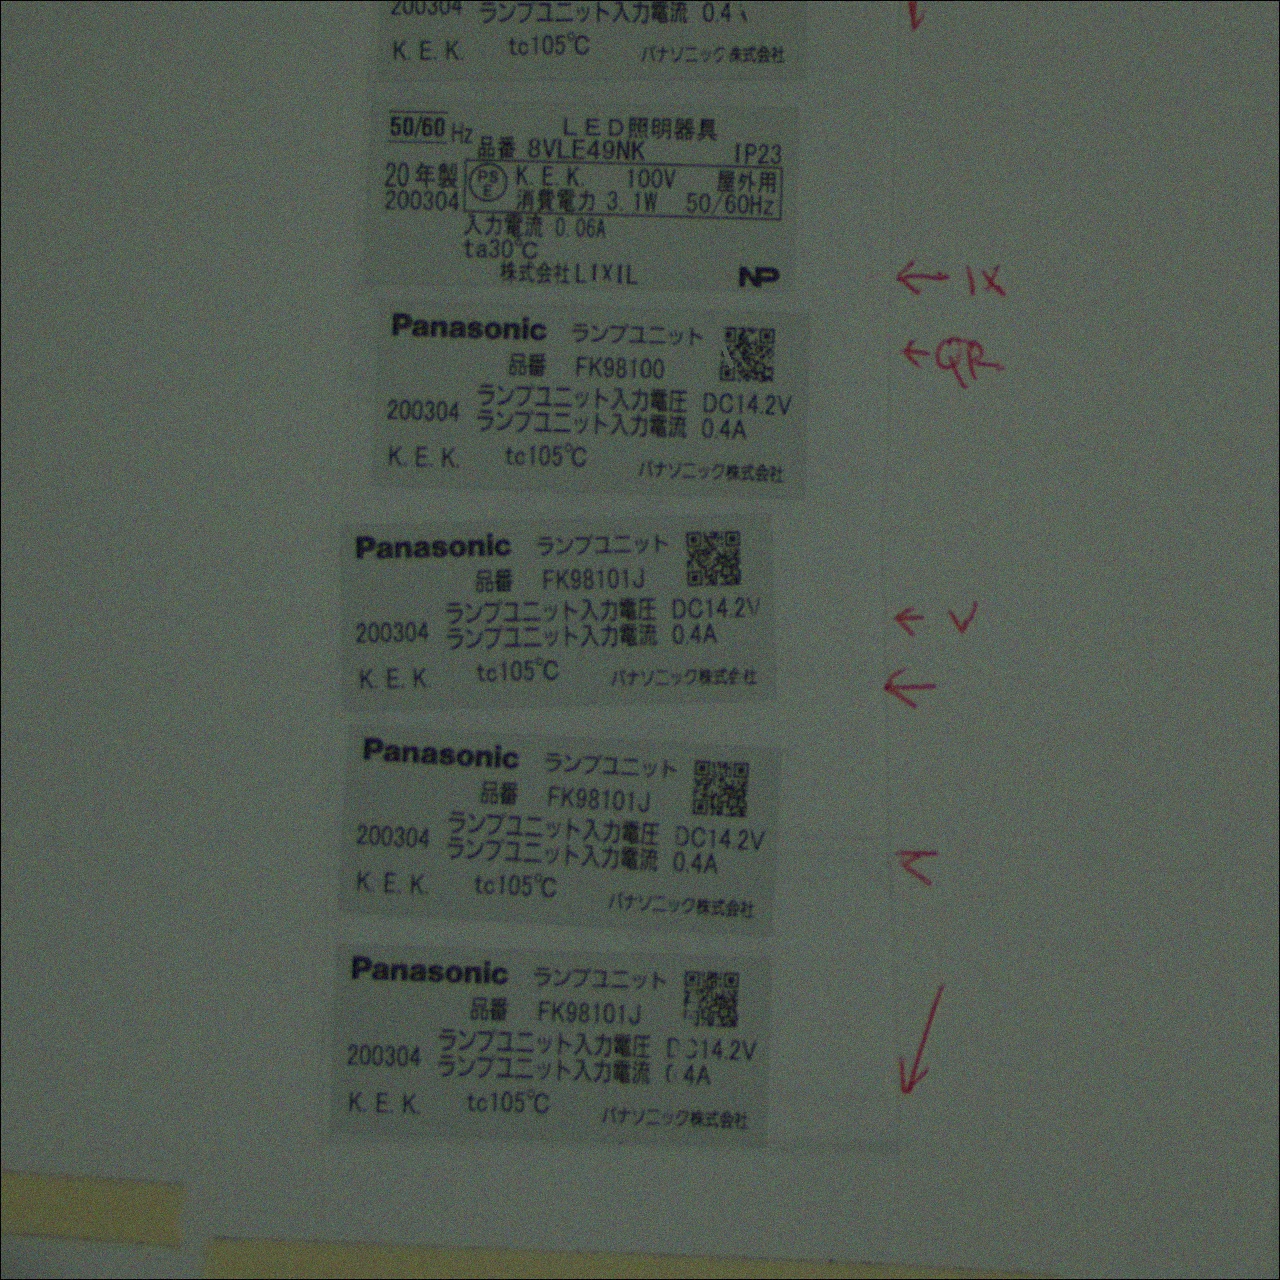 200304 ランプユニット入力電流 0.4
K.E.K. tc105℃ パナソニック株式会社
50/60 Hz LED照明器具
品番 8VLE49NK IP23
20年製 PSE K.E.K. 100V 屋外用
200304 消費電力 3.1W 50/60Hz
入力電流 0.06A
ta30℃
株式会社LIXIL NP
← IX
Panasonic ランプユニット
← QR
品番 FK98100
ランプユニット入力電圧 DC14.2V
200304 ランプユニット入力電流 0.4A
K.E.K. tc105℃ パナソニック株式会社
Panasonic ランプユニット
品番 FK98101J
ランプユニット入力電圧 DC14.2V
← V
200304 ランプユニット入力電流 0.4A
K.E.K. tc105℃ パナソニック株式会社
Panasonic ランプユニット
品番 FK98101J
ランプユニット入力電圧 DC14.2V
200304 ランプユニット入力電流 0.4A
K.E.K. tc105℃ パナソニック株式会社
Panasonic ランプユニット
品番 FK98101J
ランプユニット入力電圧 DC14.2V
200304 ランプユニット入力電流 0.4A
K.E.K. tc105℃ パナソニック株式会社